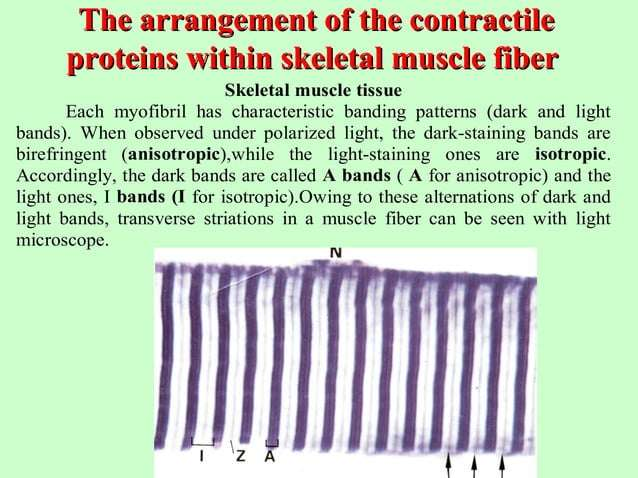 The arrangement of the contractile
proteins within skeletal muscle fiber
Skeletal muscle tissue
Each myofibril has characteristic banding patterns (dark and light
bands). When observed under polarized light, the dark-staining bands are
birefringent (anisotropic),while the light-staining ones are isotropic.
Accordingly, the dark bands are called A bands ( A for anisotropic) and the
light ones, I bands (I for isotropic).Owing to these alternations of dark and
light bands, transverse striations in a muscle fiber can be seen with light
microscope.
N
I Z A